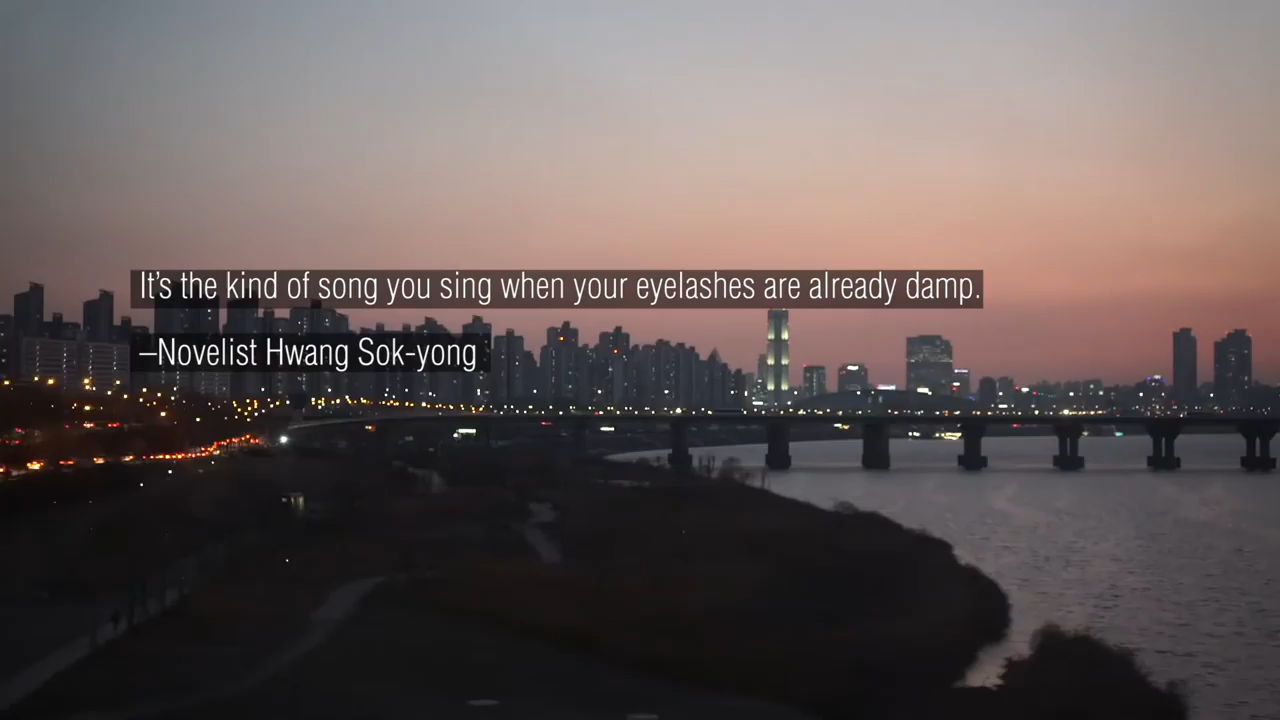 It's the kind of song you sing when your eyelashes are already damp.
–Novelist Hwang Sok-yong